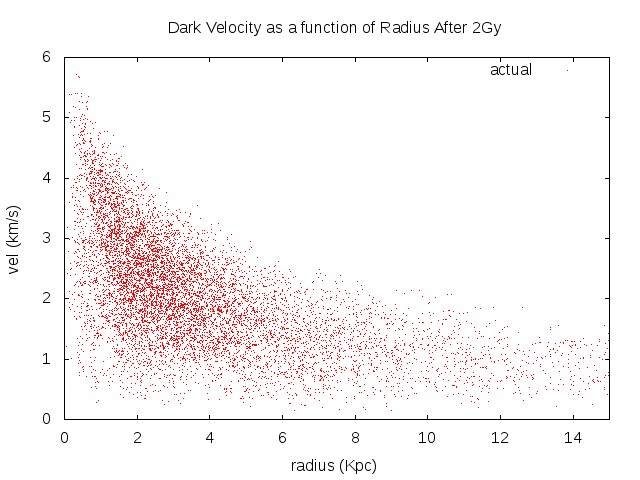 Dark Velocity as a function of Radius After 2Gy
actual
6
5
4
3
2
1
0
vel (km/s)
0 2 4 6 8 10 12 14
radius (Kpc)